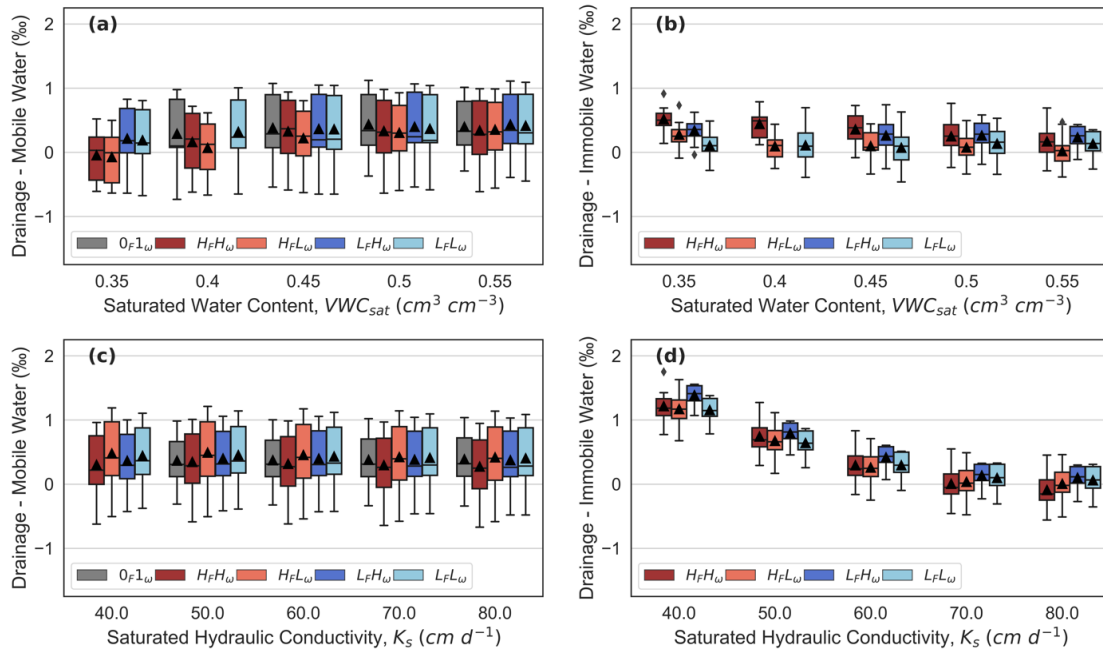 (a)
Drainage - Mobile Water (‰)
2
1
0
−1
0_F1_ω H_FH_ω H_FL_ω L_FH_ω L_FL_ω
0.35 0.4 0.45 0.5 0.55
Saturated Water Content, VWC_sat (cm³ cm⁻³)
(b)
Drainage - Immobile Water (‰)
2
1
0
−1
H_FH_ω H_FL_ω L_FH_ω L_FL_ω
0.35 0.4 0.45 0.5 0.55
Saturated Water Content, VWC_sat (cm³ cm⁻³)
(c)
Drainage - Mobile Water (‰)
2
1
0
−1
0_F1_ω H_FH_ω H_FL_ω L_FH_ω L_FL_ω
40.0 50.0 60.0 70.0 80.0
Saturated Hydraulic Conductivity, K_s (cm d⁻¹)
(d)
Drainage - Immobile Water (‰)
2
1
0
−1
H_FH_ω H_FL_ω L_FH_ω L_FL_ω
40.0 50.0 60.0 70.0 80.0
Saturated Hydraulic Conductivity, K_s (cm d⁻¹)